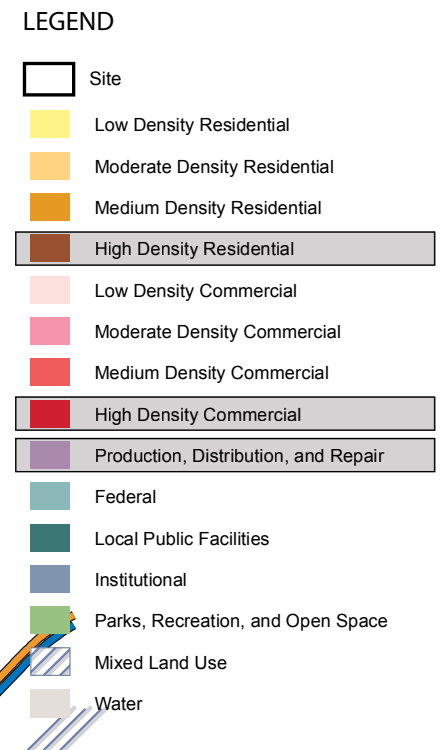 LEGEND
Site
Low Density Residential
Moderate Density Residential
Medium Density Residential
High Density Residential
Low Density Commercial
Moderate Density Commercial
Medium Density Commercial
High Density Commercial
Production, Distribution, and Repair
Federal
Local Public Facilities
Institutional
Parks, Recreation, and Open Space
Mixed Land Use
Water